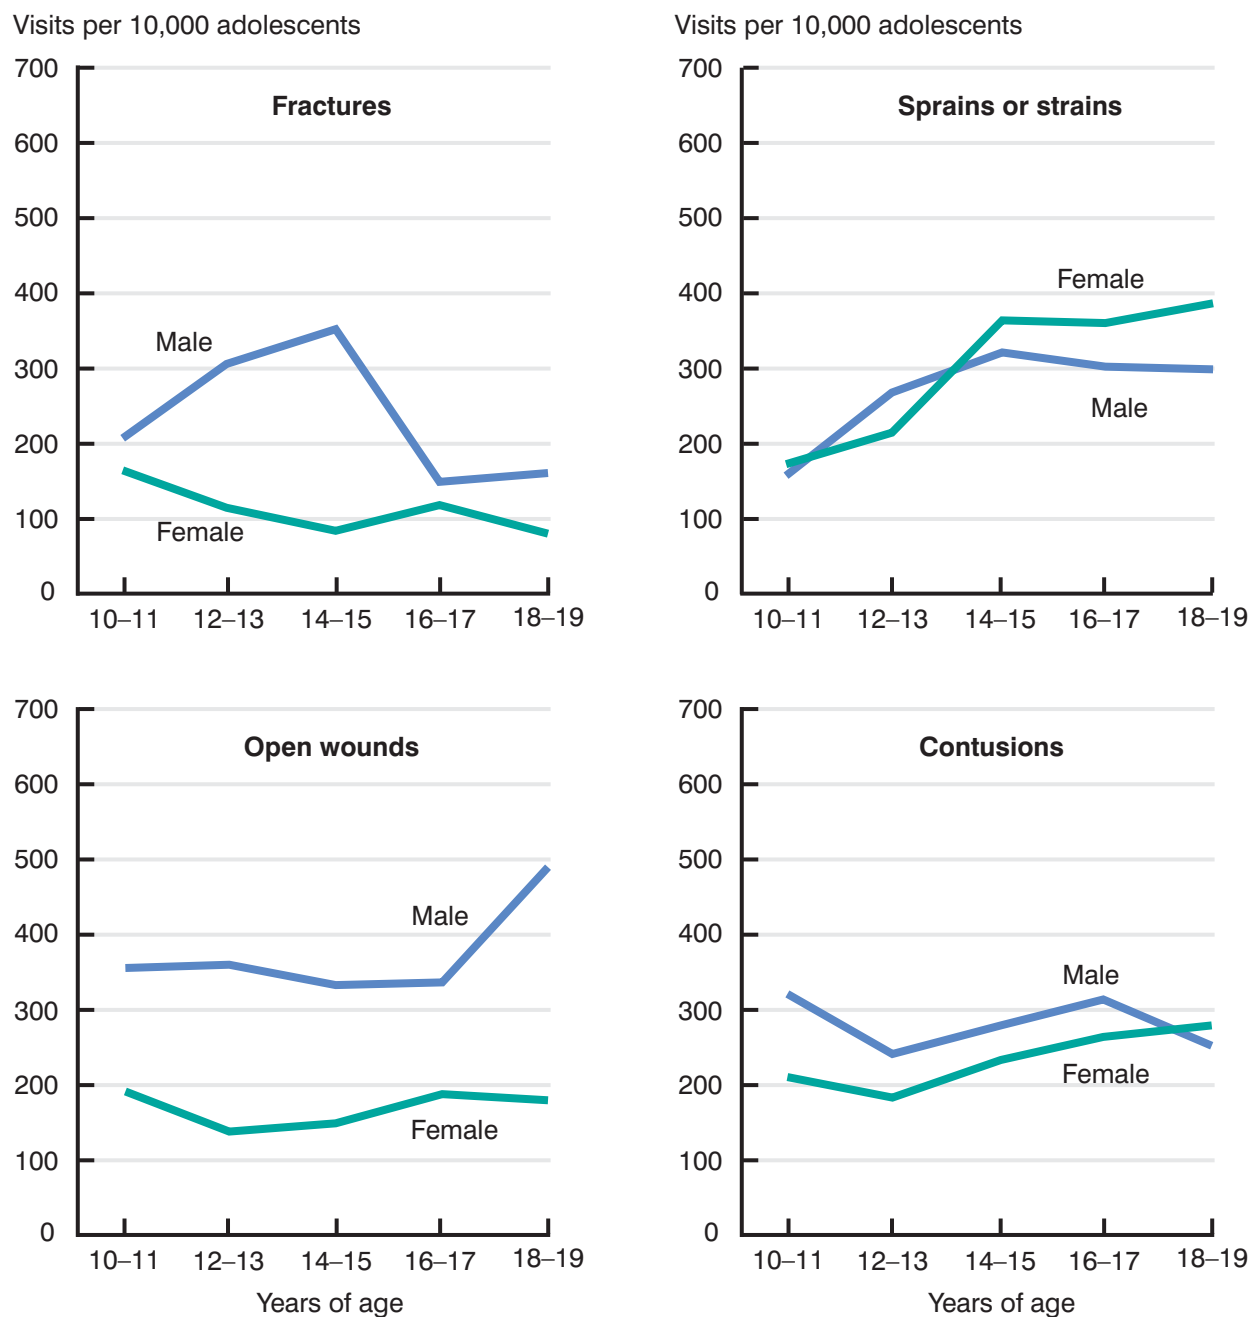 Visits per 10,000 adolescents
700
Fractures
600
500
400
Male
300
200
100
Female
0
10–11 12–13 14–15 16–17 18–19
Visits per 10,000 adolescents
700
Sprains or strains
600
500
Female
400
300
Male
200
100
0
10–11 12–13 14–15 16–17 18–19
700
Open wounds
600
500
Male
400
300
200
Female
100
0
10–11 12–13 14–15 16–17 18–19
Years of age
700
Contusions
600
500
400
Male
300
Female
200
100
0
10–11 12–13 14–15 16–17 18–19
Years of age